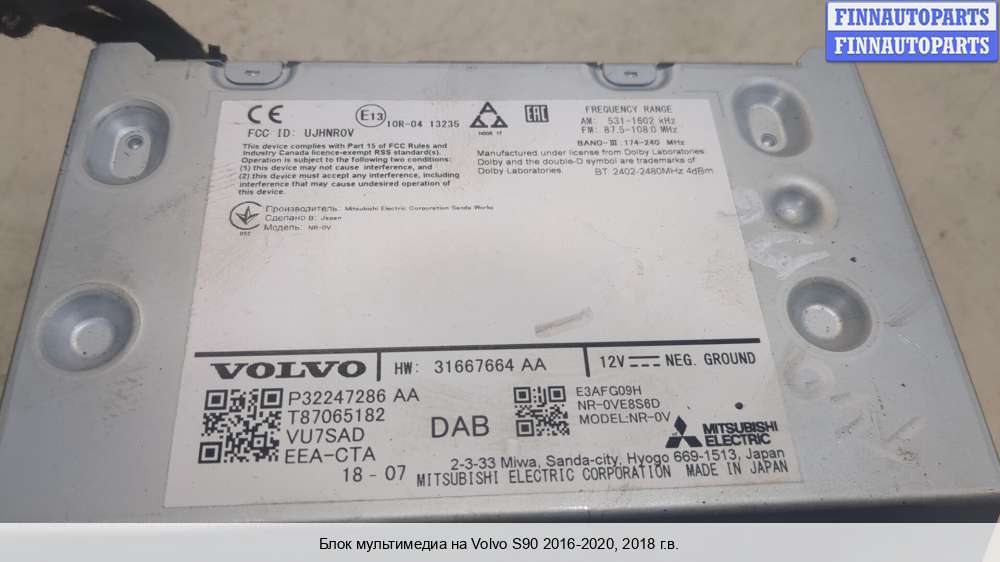 FINNAUTOPARTS
FINNAUTOPARTS
CE
FCC ID: UJHNROV
E13
10R-04 13235
N006 17
EAC
FREQUENCY RANGE
AM: 531-1602 kHz
FM: 87.5-108.0 MHz
BAND-III :174-240 MHz
This device complies with Part 15 of FCC Rules and
Industry Canada licence-exempt RSS standard(s).
Operation is subject to the following two conditions:
(1) this device may not cause interference, and
(2) this device must accept any interference, including
interference that may cause undesired operation of
this device.
Manufactured under license from Dolby Laboratories.
Dolby and the double-D symbol are trademarks of
Dolby Laboratories.
BT 2402-2480MHz 4dBm
Производитель: Mitsubishi Electric Corporation Sanda Works
Сделано в: Japan
Модель: NR-0V
VOLVO
HW: 31667664 AA
12V
NEG. GROUND
P32247286 AA
T87065182
VU7SAD
EEA-CTA
18-07
DAB
E3AFG09H
NR-0VE8S6D
MODEL:NR-0V
MITSUBISHI
ELECTRIC
2-3-33 Miwa, Sanda-city, Hyogo 669-1513, Japan
MITSUBISHI ELECTRIC CORPORATION MADE IN JAPAN
Блок мультимедиа на Volvo S90 2016-2020, 2018 г.в.